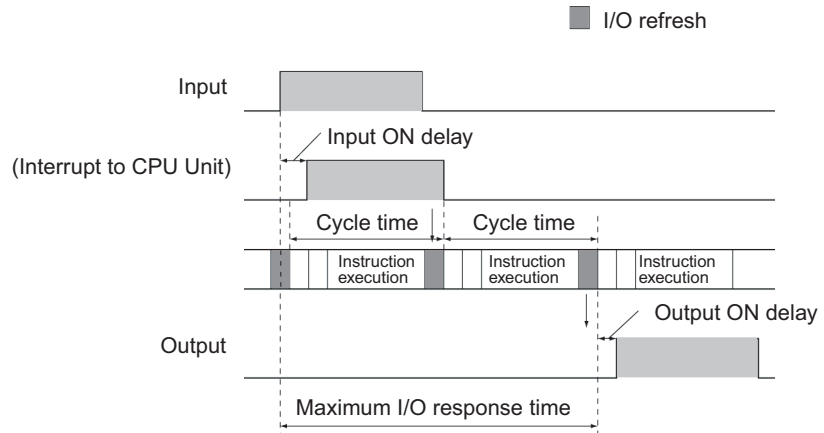 I/O refresh
Input
Input ON delay
(Interrupt to CPU Unit)
Cycle time
Cycle time
Instruction
execution
Instruction
execution
Instruction
execution
Output ON delay
Output
Maximum I/O response time